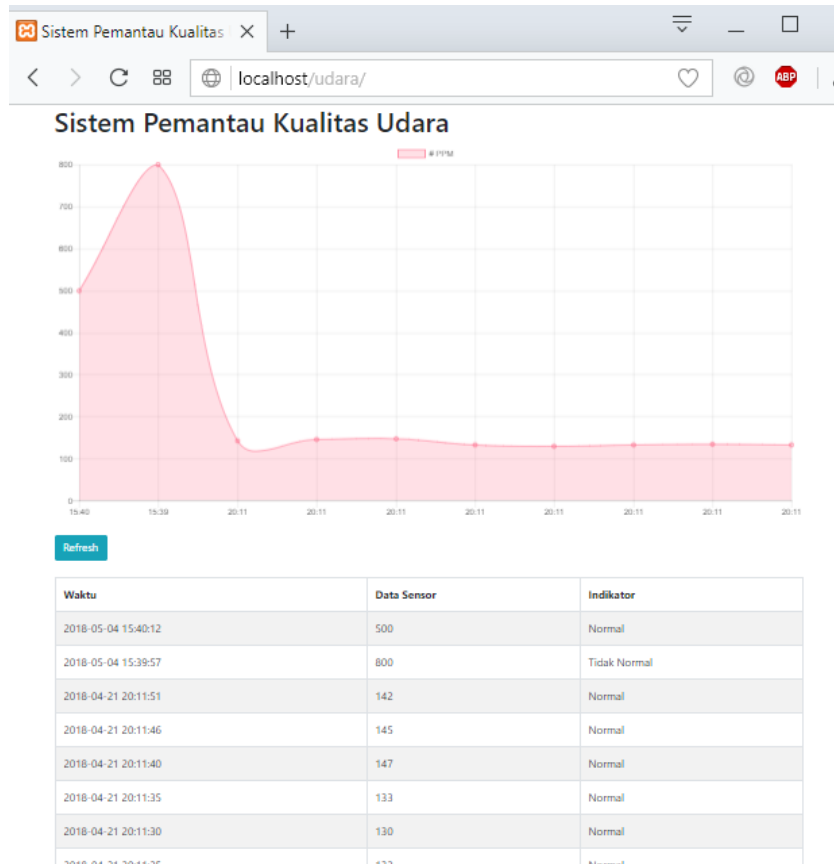 Sistem Pemantau Kualitas
localhost/udara/
ABP
Sistem Pemantau Kualitas Udara
# PPM
800
700
600
500
400
300
200
100
0
15:40 15:39 20:11 20:11 20:11 20:11 20:11 20:11 20:11 20:11
Refresh
Waktu Data Sensor Indikator
2018-05-04 15:40:12 500 Normal
2018-05-04 15:39:57 800 Tidak Normal
2018-04-21 20:11:51 142 Normal
2018-04-21 20:11:46 145 Normal
2018-04-21 20:11:40 147 Normal
2018-04-21 20:11:35 133 Normal
2018-04-21 20:11:30 130 Normal